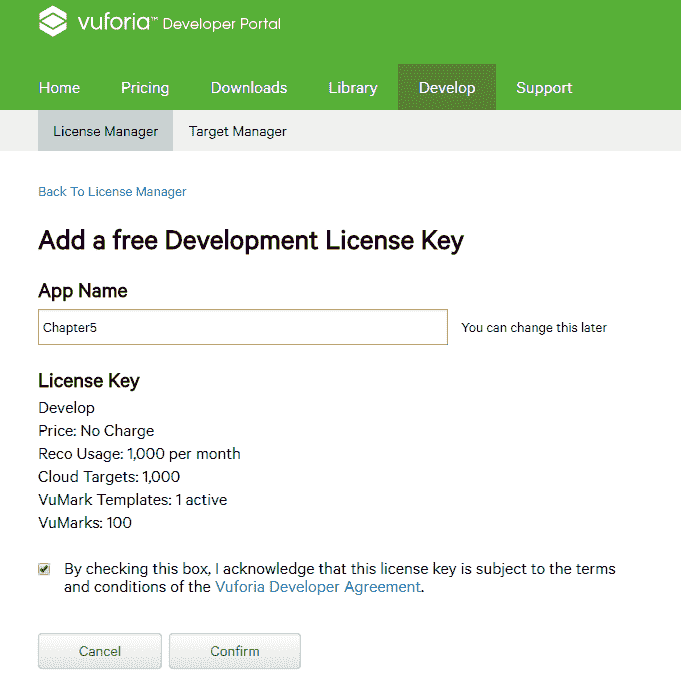 vuforia™ Developer Portal
Home Pricing Downloads Library Develop Support
License Manager Target Manager
Back To License Manager
Add a free Development License Key
App Name
Chapter5 You can change this later
License Key
Develop
Price: No Charge
Reco Usage: 1,000 per month
Cloud Targets: 1,000
VuMark Templates: 1 active
VuMarks: 100
By checking this box, I acknowledge that this license key is subject to the terms
and conditions of the Vuforia Developer Agreement.
Cancel Confirm